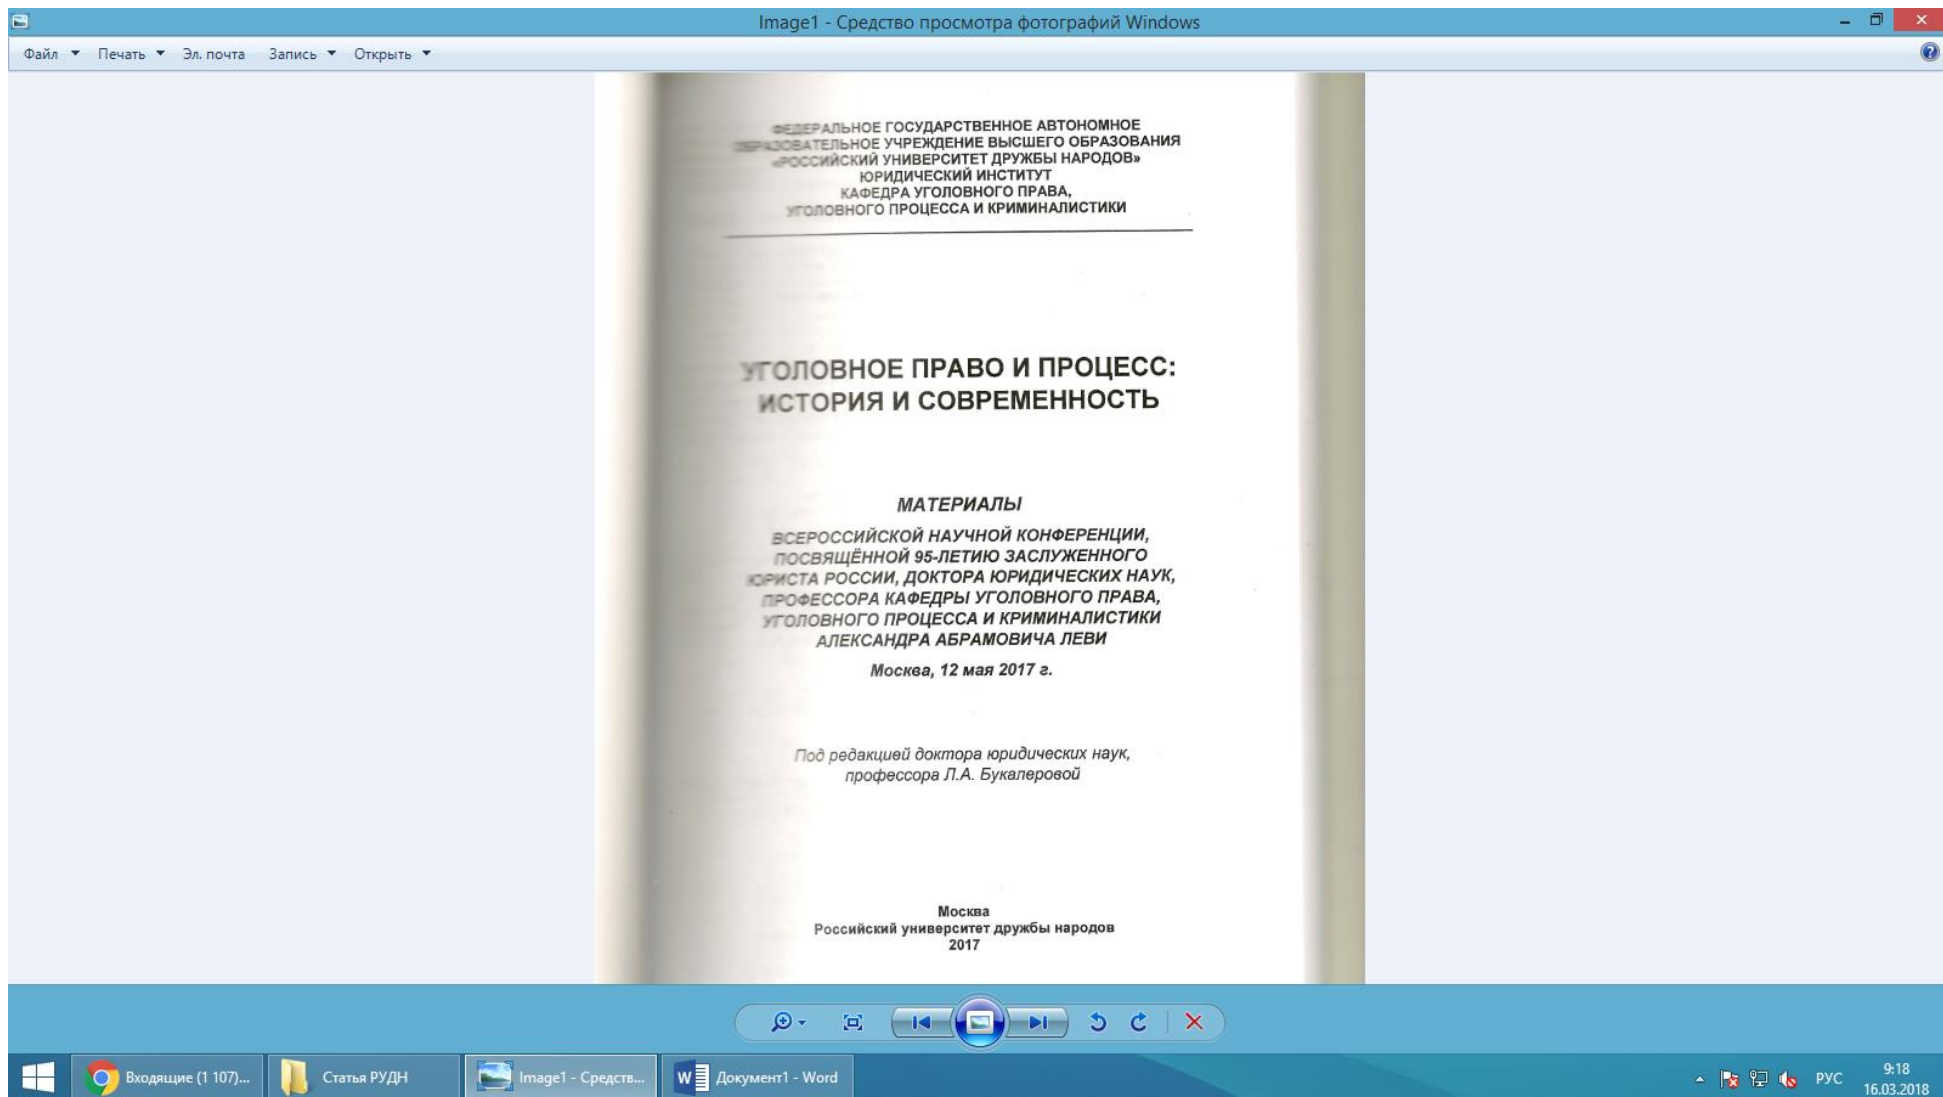 Image1 - Средство просмотра фотографий Windows
Файл Печать Эл. почта Запись Открыть
ФЕДЕРАЛЬНОЕ ГОСУДАРСТВЕННОЕ АВТОНОМНОЕ
ОБРАЗОВАТЕЛЬНОЕ УЧРЕЖДЕНИЕ ВЫСШЕГО ОБРАЗОВАНИЯ
«РОССИЙСКИЙ УНИВЕРСИТЕТ ДРУЖБЫ НАРОДОВ»
ЮРИДИЧЕСКИЙ ИНСТИТУТ
КАФЕДРА УГОЛОВНОГО ПРАВА,
УГОЛОВНОГО ПРОЦЕССА И КРИМИНАЛИСТИКИ
УГОЛОВНОЕ ПРАВО И ПРОЦЕСС:
ИСТОРИЯ И СОВРЕМЕННОСТЬ
МАТЕРИАЛЫ
ВСЕРОССИЙСКОЙ НАУЧНОЙ КОНФЕРЕНЦИИ,
ПОСВЯЩЁННОЙ 95-ЛЕТИЮ ЗАСЛУЖЕННОГО
ЮРИСТА РОССИИ, ДОКТОРА ЮРИДИЧЕСКИХ НАУК,
ПРОФЕССОРА КАФЕДРЫ УГОЛОВНОГО ПРАВА,
УГОЛОВНОГО ПРОЦЕССА И КРИМИНАЛИСТИКИ
АЛЕКСАНДРА АБРАМОВИЧА ЛЕВИ
Москва, 12 мая 2017 г.
Под редакцией доктора юридических наук,
профессора Л.А. Букалеровой
Москва
Российский университет дружбы народов
2017
Входящие (1 107)... Статья РУДН Image1 - Средств... Документ1 - Word РУС 9:18
16.03.2018